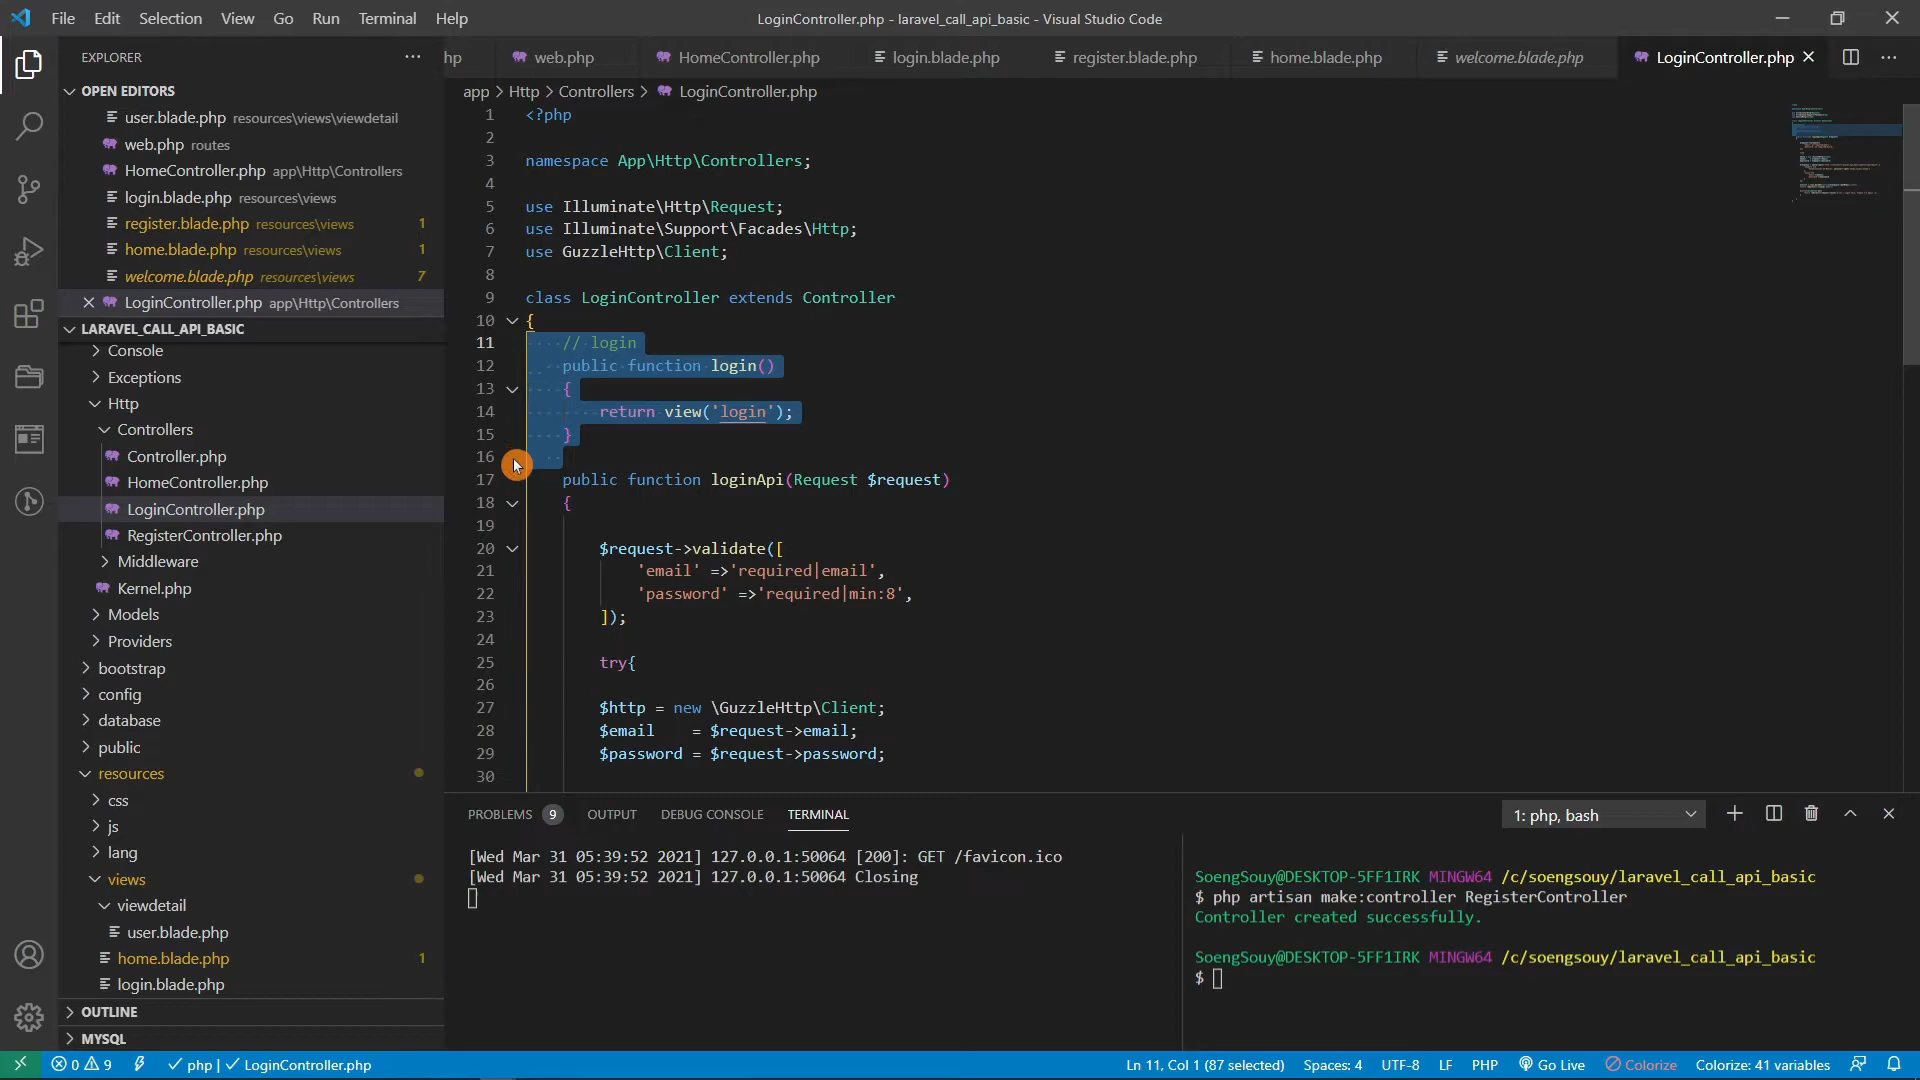 File Edit Selection View Go Run Terminal Help
LoginController.php - laravel_call_api_basic - Visual Studio Code
EXPLORER
hp web.php HomeController.php login.blade.php register.blade.php home.blade.php welcome.blade.php LoginController.php
OPEN EDITORS
user.blade.php resources\views\viewdetail
web.php routes
HomeController.php app\Http\Controllers
login.blade.php resources\views
register.blade.php resources\views 1
home.blade.php resources\views 1
welcome.blade.php resources\views 7
LoginController.php app\Http\Controllers
LARAVEL_CALL_API_BASIC
Console
Exceptions
Http
Controllers
Controller.php
HomeController.php
LoginController.php
RegisterController.php
Middleware
Kernel.php
Models
Providers
bootstrap
config
database
public
resources
css
js
lang
views
viewdetail
user.blade.php
home.blade.php 1
login.blade.php
OUTLINE
MYSQL
app > Http > Controllers > LoginController.php
1 <?php
2
3 namespace App\Http\Controllers;
4
5 use Illuminate\Http\Request;
6 use Illuminate\Support\Facades\Http;
7 use GuzzleHttp\Client;
8
9 class LoginController extends Controller
10 {
11 // login
12 public function login()
13 {
14 return view('login');
15 }
16
17 public function loginApi(Request $request)
18 {
19
20 $request->validate([
21 'email' =>'required|email',
22 'password' =>'required|min:8',
23 ]);
24
25 try{
26
27 $http = new \GuzzleHttp\Client;
28 $email = $request->email;
29 $password = $request->password;
30
PROBLEMS 9 OUTPUT DEBUG CONSOLE TERMINAL
1: php, bash
[Wed Mar 31 05:39:52 2021] 127.0.0.1:50064 [200]: GET /favicon.ico
[Wed Mar 31 05:39:52 2021] 127.0.0.1:50064 Closing
SoengSouy@DESKTOP-5FF1IRK MINGW64 /c/soengsouy/laravel_call_api_basic
$ php artisan make:controller RegisterController
Controller created successfully.
SoengSouy@DESKTOP-5FF1IRK MINGW64 /c/soengsouy/laravel_call_api_basic
$
0 9 php | LoginController.php
Ln 11, Col 1 (87 selected) Spaces: 4 UTF-8 LF PHP Go Live Colorize Colorize: 41 variables